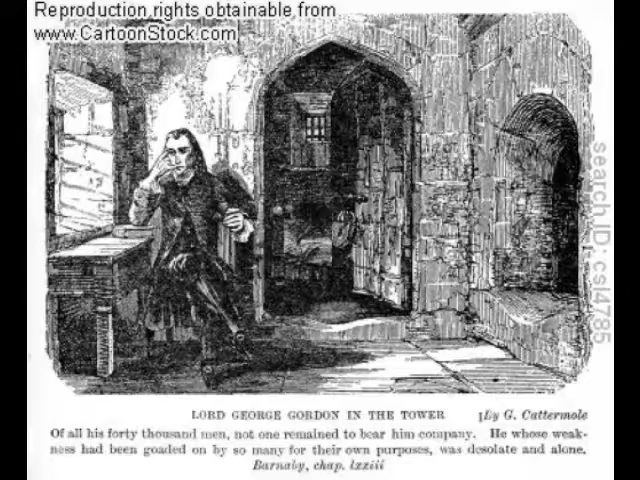 Reproduction rights obtainable from
www.CartoonStock.com
search ID: csl4785
LORD GEORGE GORDON IN THE TOWER [By G. Cattermole
Of all his forty thousand men, not one remained to bear him company. He whose weak-
ness had been goaded on by so many for their own purposes, was desolate and alone.
Barnaby, chap. lxxiii